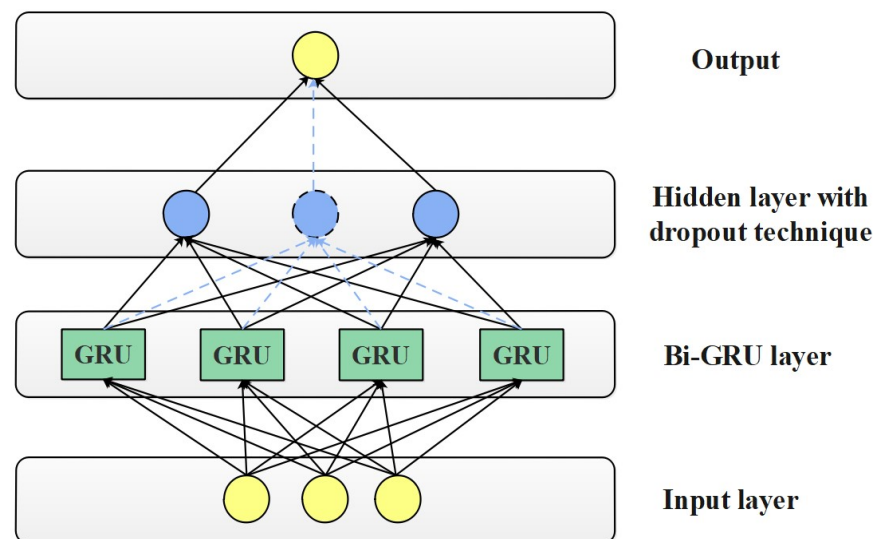 Output
Hidden layer with
dropout technique
GRU GRU GRU GRU
Bi-GRU layer
Input layer